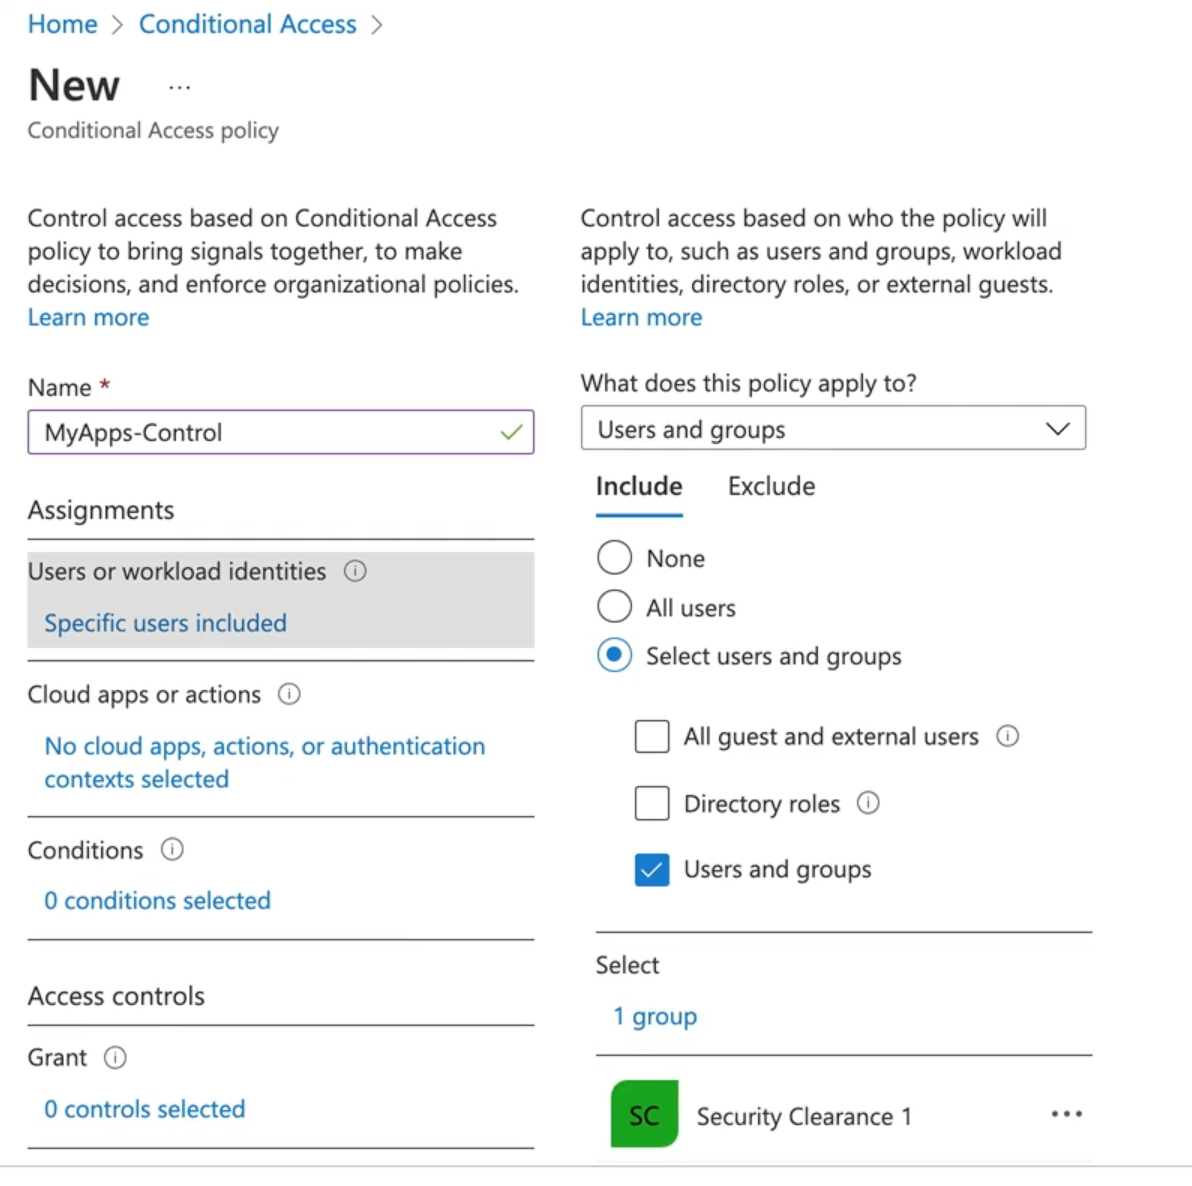 Home > Conditional Access >
New ...
Conditional Access policy
Control access based on Conditional Access
policy to bring signals together, to make
decisions, and enforce organizational policies.
Learn more
Name *
MyApps-Control
Assignments
Users or workload identities
Specific users included
Cloud apps or actions
No cloud apps, actions, or authentication
contexts selected
Conditions
0 conditions selected
Access controls
Grant
0 controls selected
Control access based on who the policy will
apply to, such as users and groups, workload
identities, directory roles, or external guests.
Learn more
What does this policy apply to?
Users and groups
Include Exclude
None
All users
Select users and groups
All guest and external users
Directory roles
Users and groups
Select
1 group
SC Security Clearance 1 ...